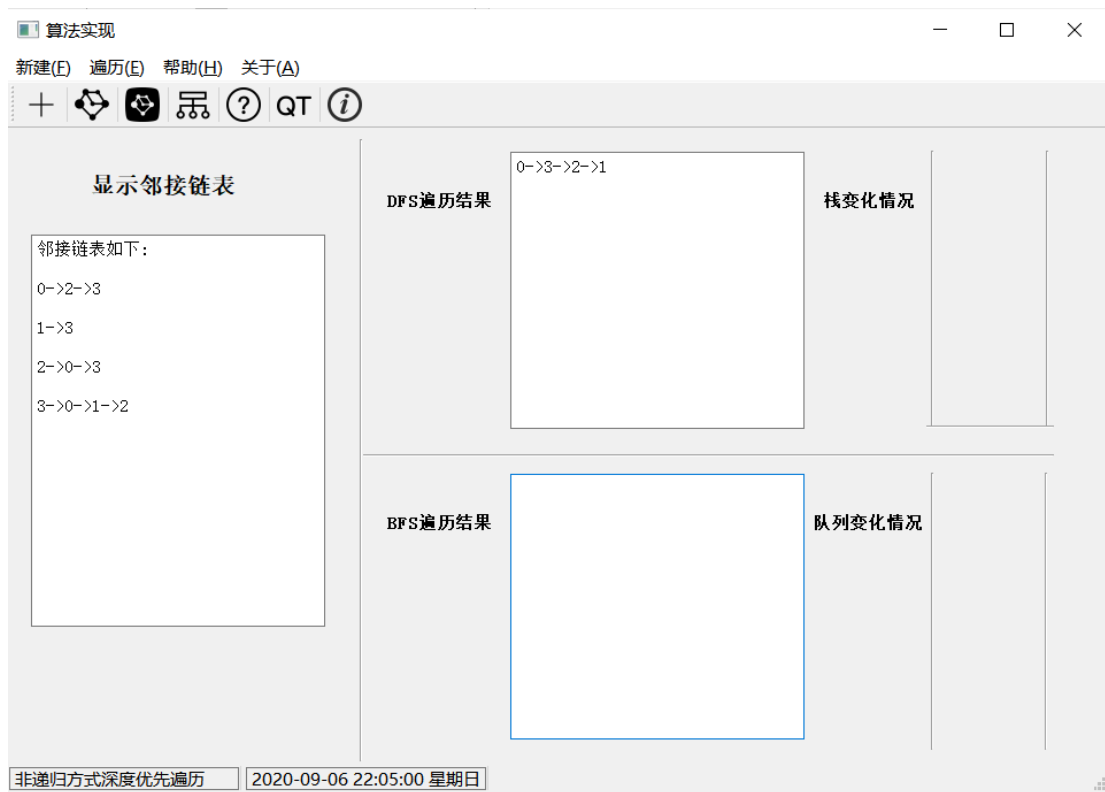 算法实现
新建(F) 遍历(E) 帮助(H) 关于(A)
QT
显示邻接链表
邻接链表如下:
0->2->3
1->3
2->0->3
3->0->1->2
DFS遍历结果
0->3->2->1
栈变化情况
BFS遍历结果
队列变化情况
非递归方式深度优先遍历
2020-09-06 22:05:00 星期日